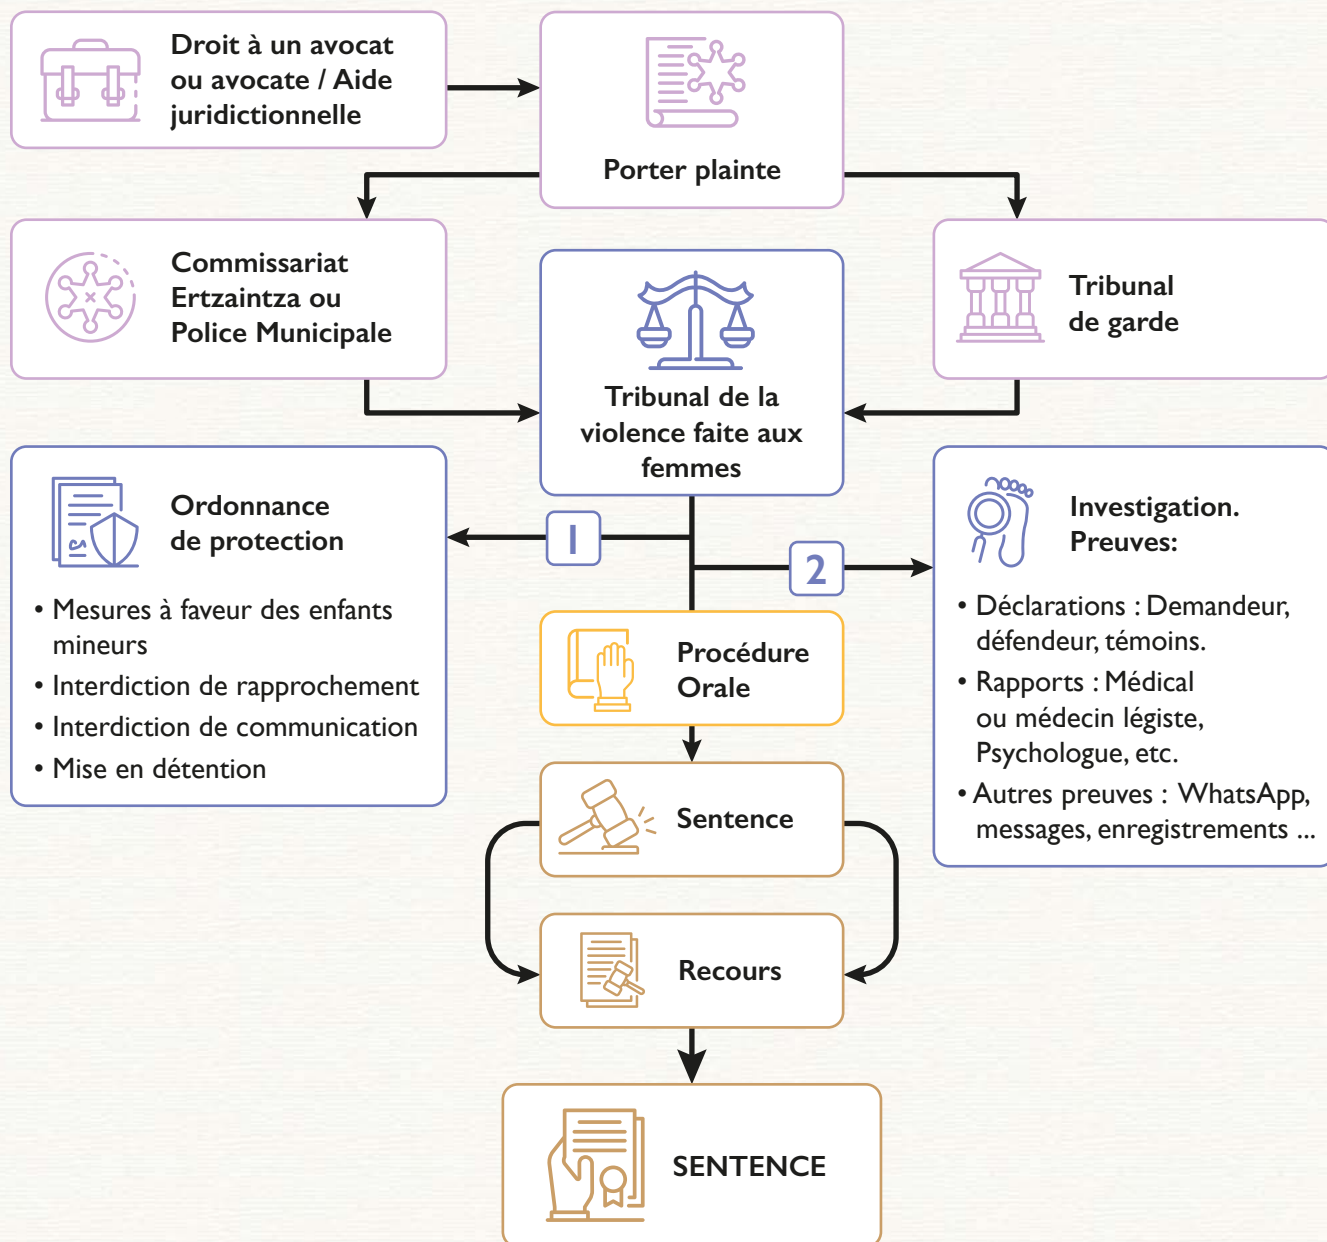 Droit à un avocat
ou avocate / Aide
juridictionnelle
Porter plainte
Commissariat
Ertzaintza ou
Police Municipale
Tribunal de la
violence faite aux
femmes
Tribunal
de garde
Ordonnance
de protection
• Mesures à faveur des enfants
mineurs
• Interdiction de rapprochement
• Interdiction de communication
• Mise en détention
1
2
Investigation.
Preuves:
• Déclarations : Demandeur,
défendeur, témoins.
• Rapports : Médical
ou médecin légiste,
Psychologue, etc.
• Autres preuves : WhatsApp,
messages, enregistrements ...
Procédure
Orale
Sentence
Recours
SENTENCE